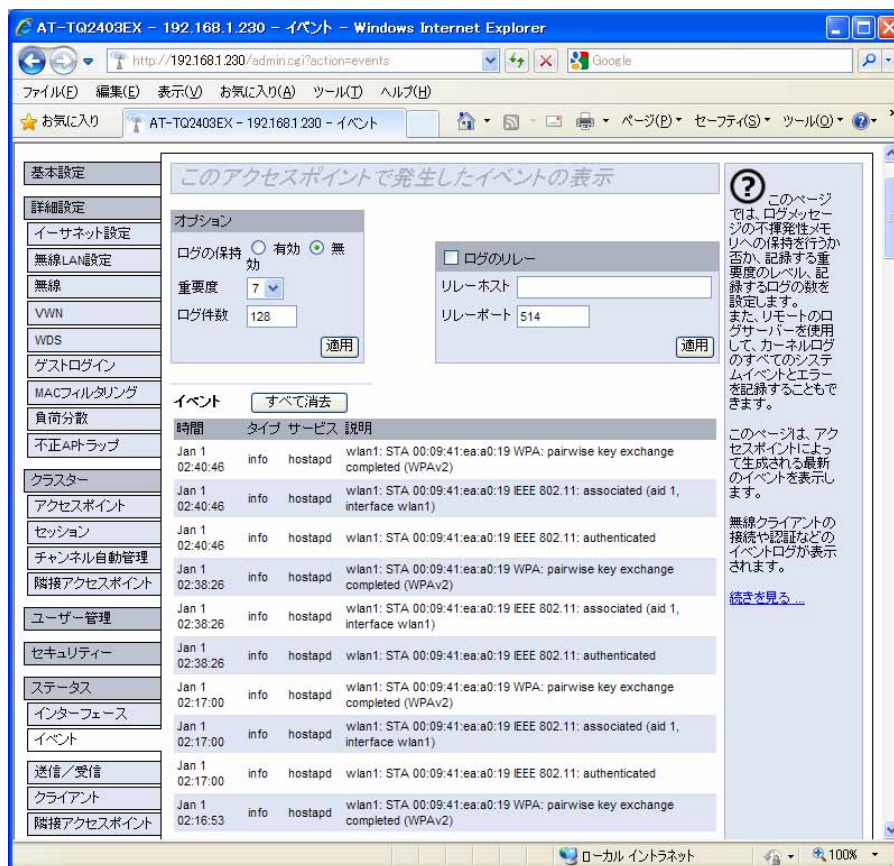 AT-TQ2403EX - 192.168.1.230 - イベント - Windows Internet Explorer
http://192.168.1.230/admin.cgi?action=events
Google
ファイル(F) 編集(E) 表示(V) お気に入り(A) ツール(T) ヘルプ(H)
お気に入り
AT-TQ2403EX - 192.168.1.230 - イベント
ページ(P) セーフティ(S) ツール(O)
基本設定
詳細設定
イーサネット設定
無線LAN設定
無線
VWN
WDS
ゲストログイン
MACフィルタリング
負荷分散
不正APトラップ
クラスター
アクセスポイント
セッション
チャンネル自動管理
隣接アクセスポイント
ユーザー管理
セキュリティー
ステータス
インターフェース
イベント
送信/受信
クライアント
隣接アクセスポイント
このアクセスポイントで発生したイベントの表示
オプション
ログの保持 有効 無
効
重要度 7
ログ件数 128
適用
ログのリレー
リレーホスト
リレーポート 514
適用
イベント すべて消去
時間 タイプ サービス 説明
Jan 1
02:40:46 info hostapd wlan1: STA 00:09:41:ea:a0:19 WPA: pairwise key exchange
completed (WPAv2)
Jan 1
02:40:46 info hostapd wlan1: STA 00:09:41:ea:a0:19 IEEE 802.11: associated (aid 1,
interface wlan1)
Jan 1
02:40:46 info hostapd wlan1: STA 00:09:41:ea:a0:19 IEEE 802.11: authenticated
Jan 1
02:38:26 info hostapd wlan1: STA 00:09:41:ea:a0:19 WPA: pairwise key exchange
completed (WPAv2)
Jan 1
02:38:26 info hostapd wlan1: STA 00:09:41:ea:a0:19 IEEE 802.11: associated (aid 1,
interface wlan1)
Jan 1
02:38:26 info hostapd wlan1: STA 00:09:41:ea:a0:19 IEEE 802.11: authenticated
Jan 1
02:17:00 info hostapd wlan1: STA 00:09:41:ea:a0:19 WPA: pairwise key exchange
completed (WPAv2)
Jan 1
02:17:00 info hostapd wlan1: STA 00:09:41:ea:a0:19 IEEE 802.11: associated (aid 1,
interface wlan1)
Jan 1
02:17:00 info hostapd wlan1: STA 00:09:41:ea:a0:19 IEEE 802.11: authenticated
Jan 1
02:16:53 info hostapd wlan1: STA 00:09:41:ea:a0:19 WPA: pairwise key exchange
completed (WPAv2)
このページ
では、ログメッセー
ジの不揮発性メモ
リへの保持を行うか
否か、記録する重
要度のレベル、記
録するログの数を
設定します。
また、リモートのロ
グサーバーを使用
して、カーネルログ
のすべてのシステ
ムイベントとエラー
を記録することもで
きます。
このページは、アク
セスポイントによっ
て生成される最新
のイベントを表示し
ます。
無線クライアントの
接続や認証などの
イベントログが表示
されます。
続きを見る ...
ローカル イントラネット
100%